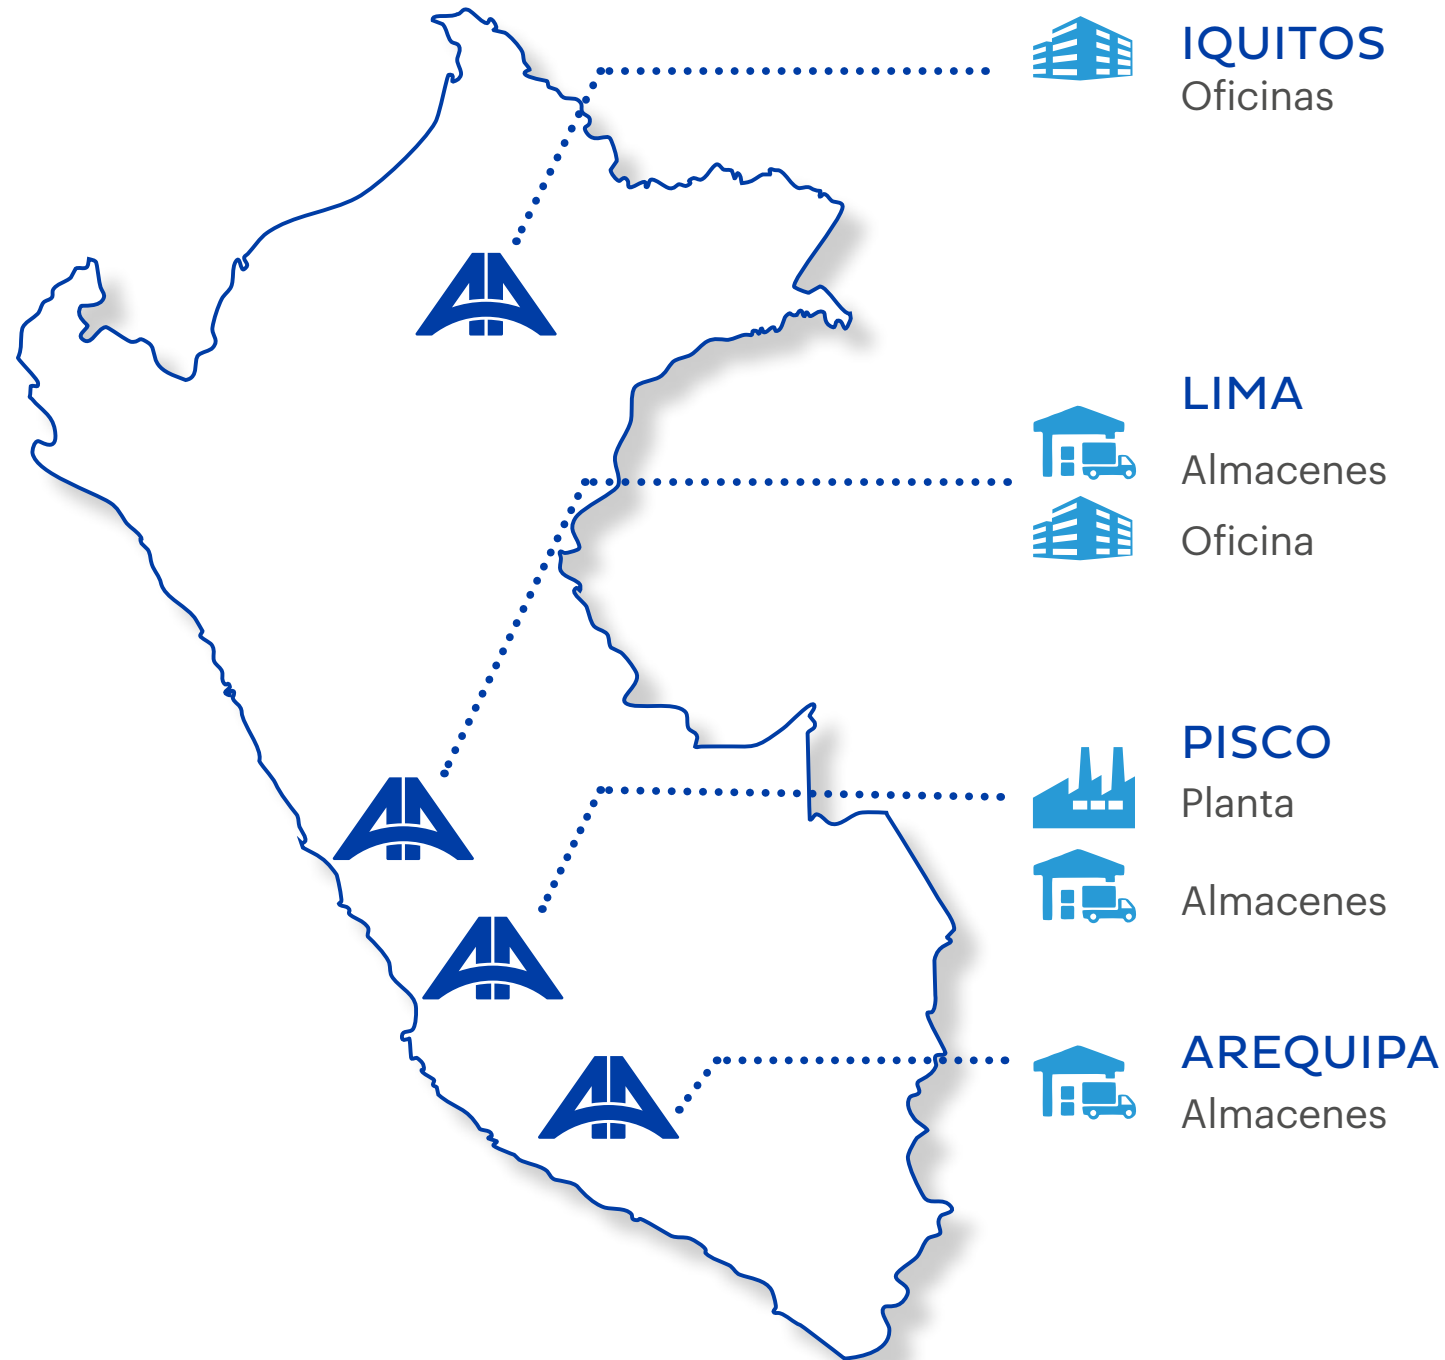 IQUITOS
Oficinas
LIMA
Almacenes
Oficina
PISCO
Planta
Almacenes
AREQUIPA
Almacenes